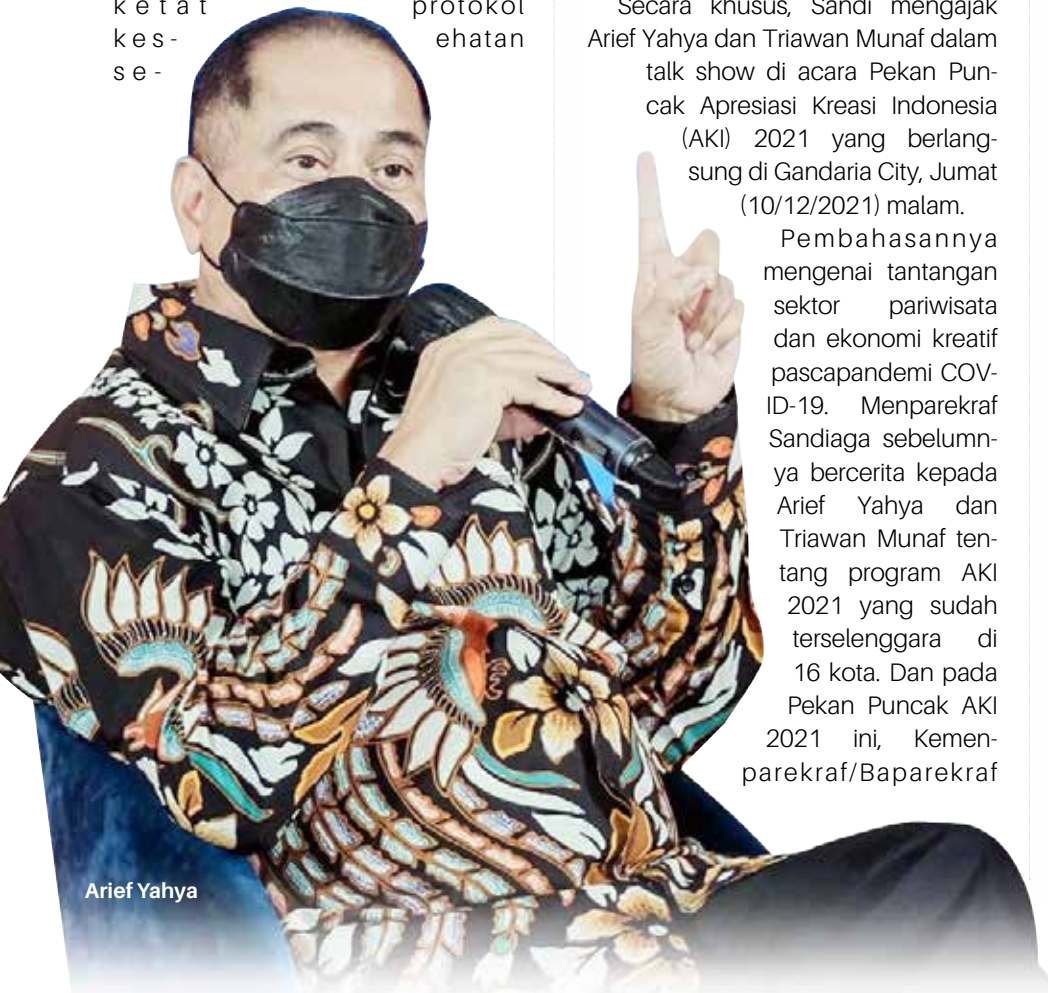 ketat protokol
kes- ehatan
se-
Secara khusus, Sandi mengajak
Arief Yahya dan Triawan Munaf dalam
talk show di acara Pekan Pun-
cak Apresiasi Kreasi Indonesia
(AKI) 2021 yang berlang-
sung di Gandaria City, Jumat
(10/12/2021) malam.
Pembahasannya
mengenai tantangan
sektor pariwisata
dan ekonomi kreatif
pascapandemi COV-
ID-19. Menparekraf
Sandiaga sebelumn-
ya bercerita kepada
Arief Yahya dan
Triawan Munaf ten-
tang program AKI
2021 yang sudah
terselenggara di
16 kota. Dan pada
Pekan Puncak AKI
2021 ini, Kemen-
parekraf/Baparekraf
Arief Yahya